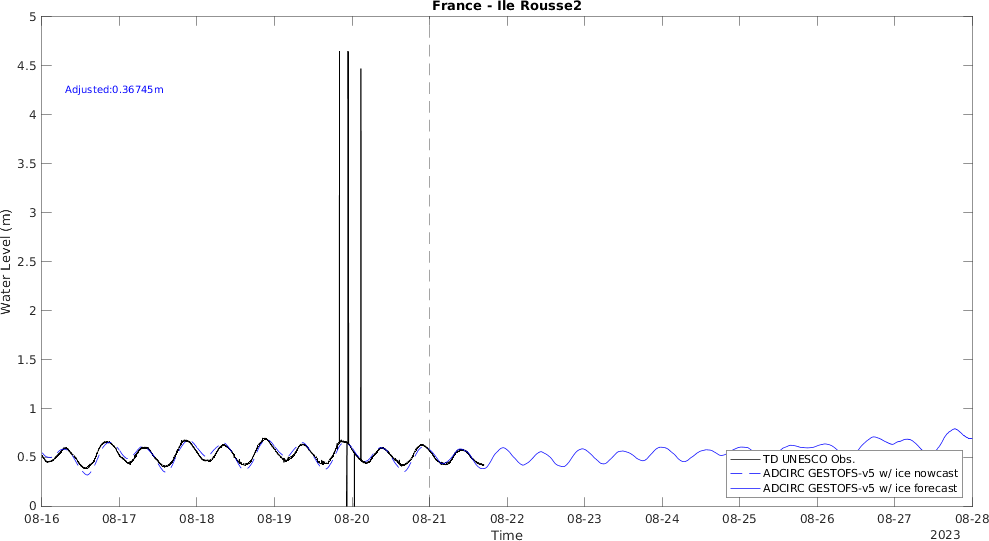 France - Ile Rousse2
Adjusted:0.36745m
Water Level (m)
5
4.5
4
3.5
3
2.5
2
1.5
1
0.5
0
TD UNESCO Obs.
ADCIRC GESTOFS-v5 w/ ice nowcast
ADCIRC GESTOFS-v5 w/ ice forecast
08-16 08-17 08-18 08-19 08-20 08-21 08-22 08-23 08-24 08-25 08-26 08-27 08-28
Time
2023